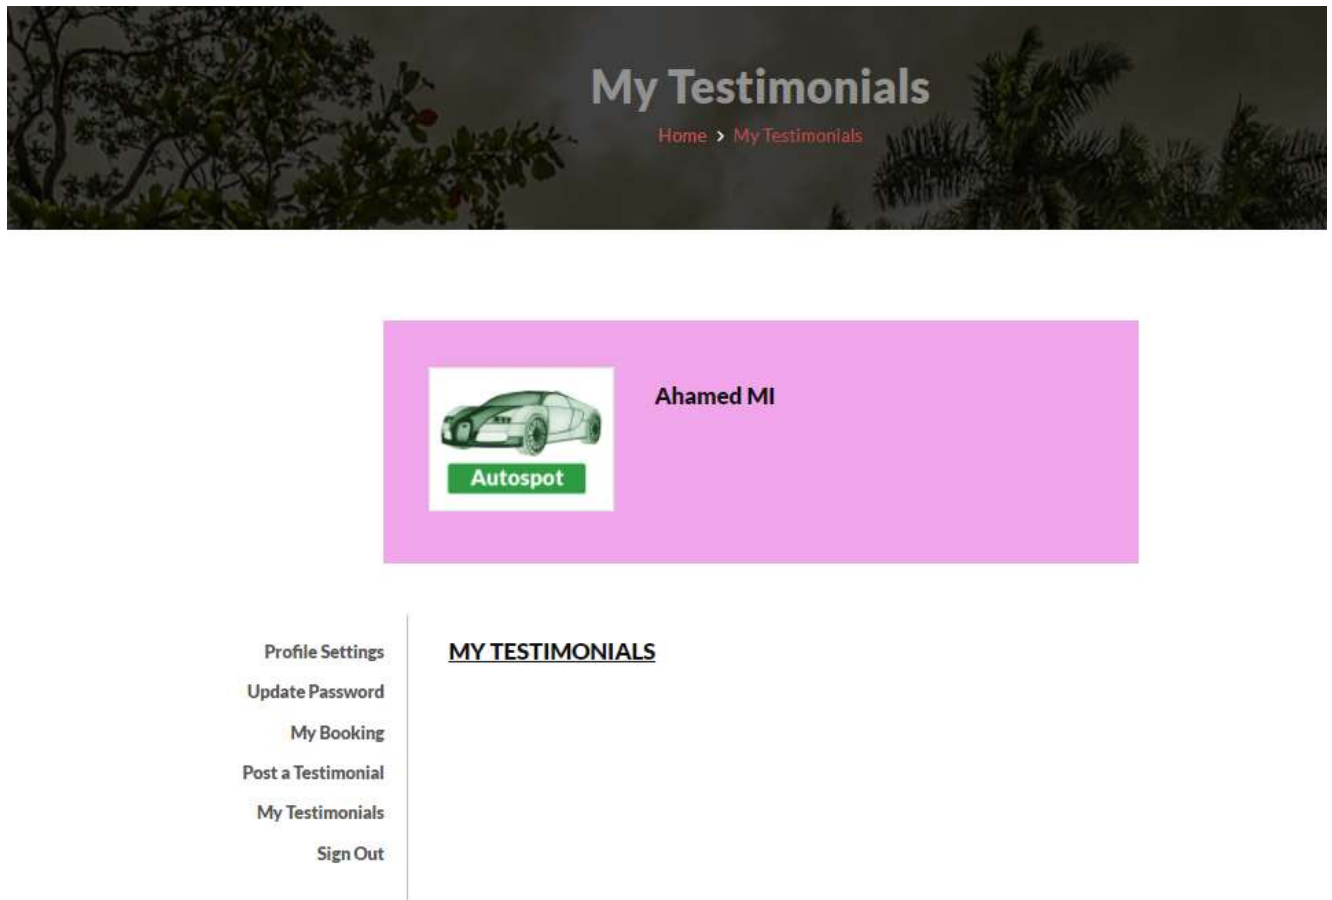 My Testimonials
Home > My Testimonials
Ahamed MI
Autospot
Profile Settings
Update Password
My Booking
Post a Testimonial
My Testimonials
Sign Out
MY TESTIMONIALS